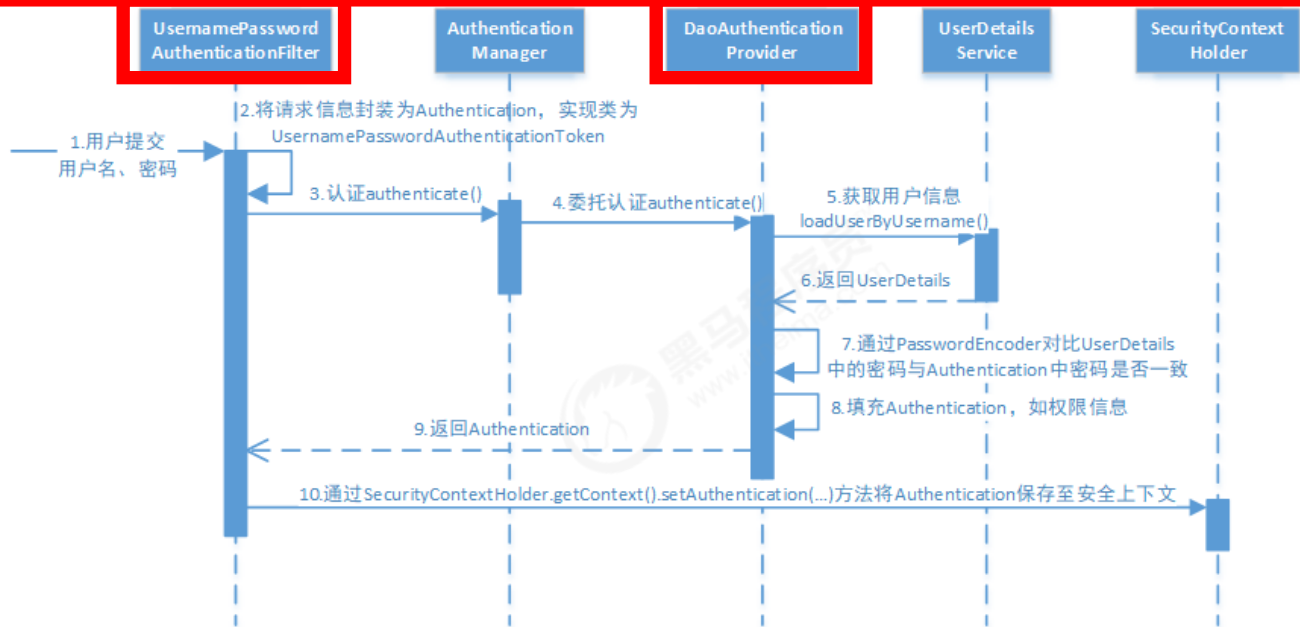 UsernamePassword
AuthenticationFilter
Authentication
Manager
DaoAuthentication
Provider
UserDetails
Service
SecurityContext
Holder
1.用户提交
用户名、密码
2.将请求信息封装为Authentication，实现类为
UsernamePasswordAuthenticationToken
3.认证authenticate()
4.委托认证authenticate()
5.获取用户信息
loadUserByUsername()
6.返回UserDetails
7.通过PasswordEncoder对比UserDetails
中的密码与Authentication中密码是否一致
8.填充Authentication，如权限信息
9.返回Authentication
10.通过SecurityContextHolder.getContext().setAuthentication(...)方法将Authentication保存至安全上下文
黑马程序员